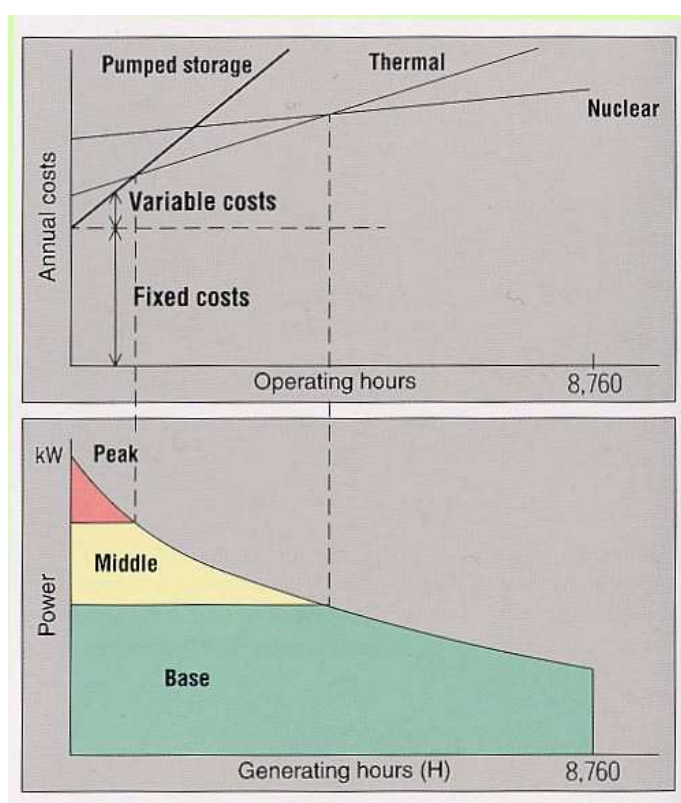 Pumped storage
Thermal
Nuclear
Annual costs
Variable costs
Fixed costs
Operating hours
8,760
kW
Peak
Middle
Power
Base
Generating hours (H)
8,760